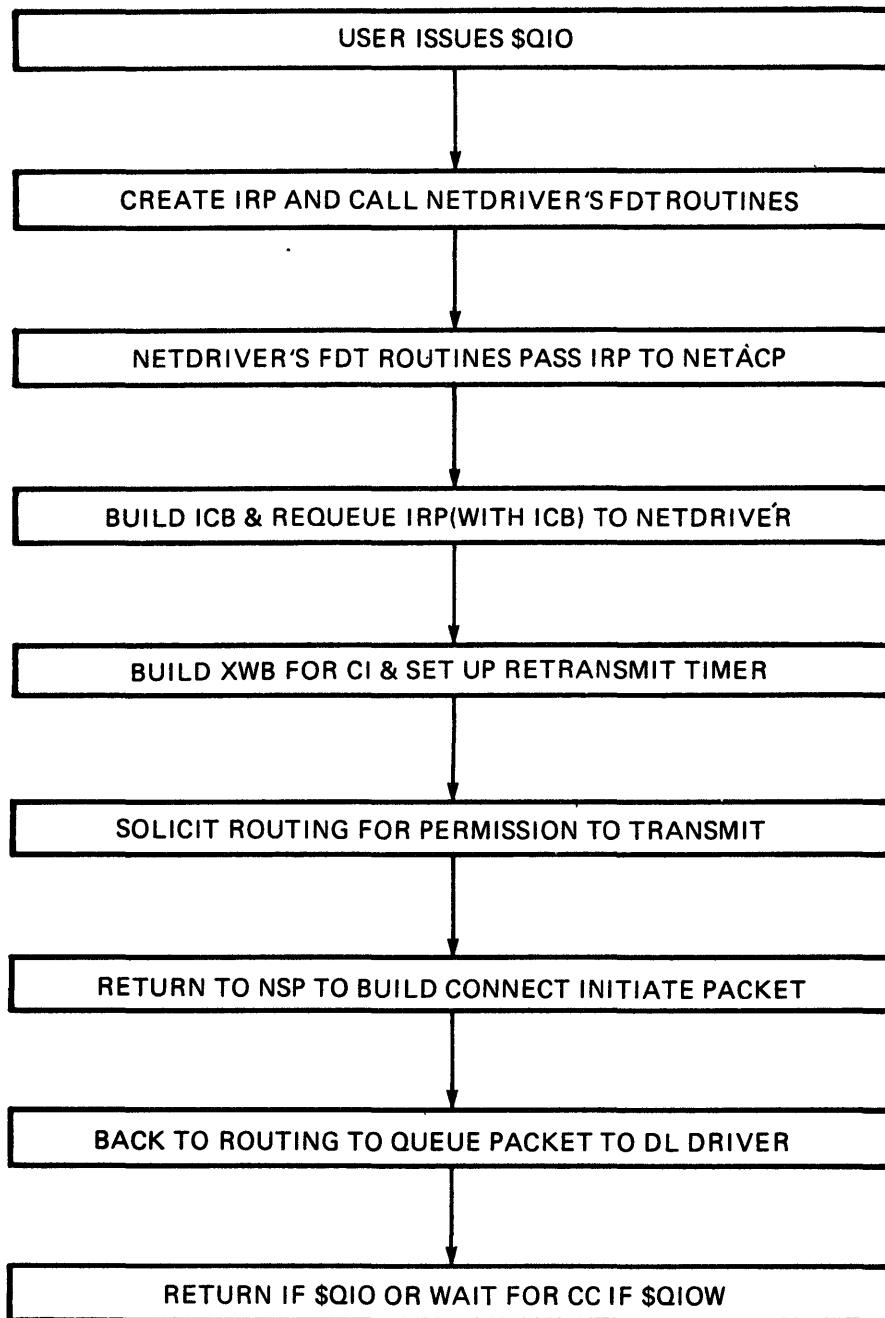 USER ISSUES $QIO
CREATE IRP AND CALL NETDRIVER'S FDT ROUTINES
NETDRIVER'S FDT ROUTINES PASS IRP TO NETACP
BUILD ICB & REQUEUE IRP(WITH ICB) TO NETDRIVER
BUILD XWB FOR CI & SET UP RETRANSMIT TIMER
SOLICIT ROUTING FOR PERMISSION TO TRANSMIT
RETURN TO NSP TO BUILD CONNECT INITIATE PACKET
BACK TO ROUTING TO QUEUE PACKET TO DL DRIVER
RETURN IF $QIO OR WAIT FOR CC IF $QIOW